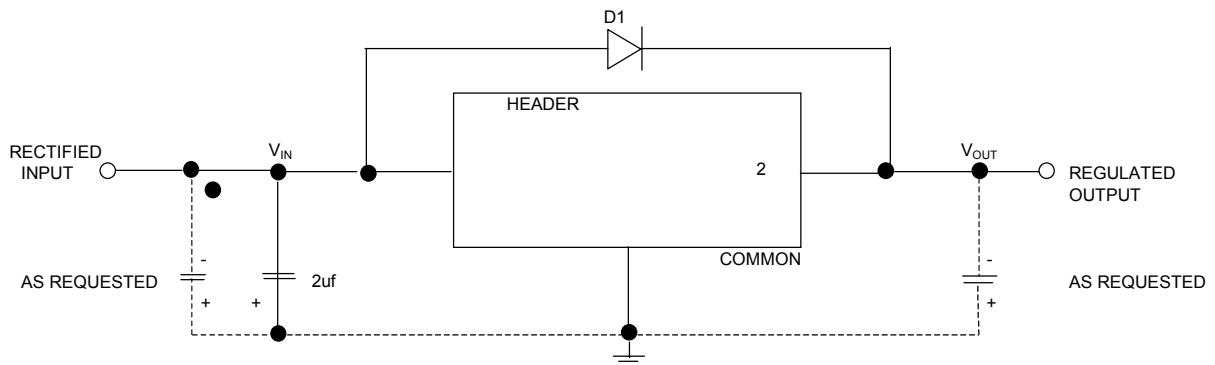 D1
HEADER
RECTIFIED
INPUT
VIN
2
VOUT
REGULATED
OUTPUT
COMMON
AS REQUESTED
-
+
+
2uf
-
+
AS REQUESTED